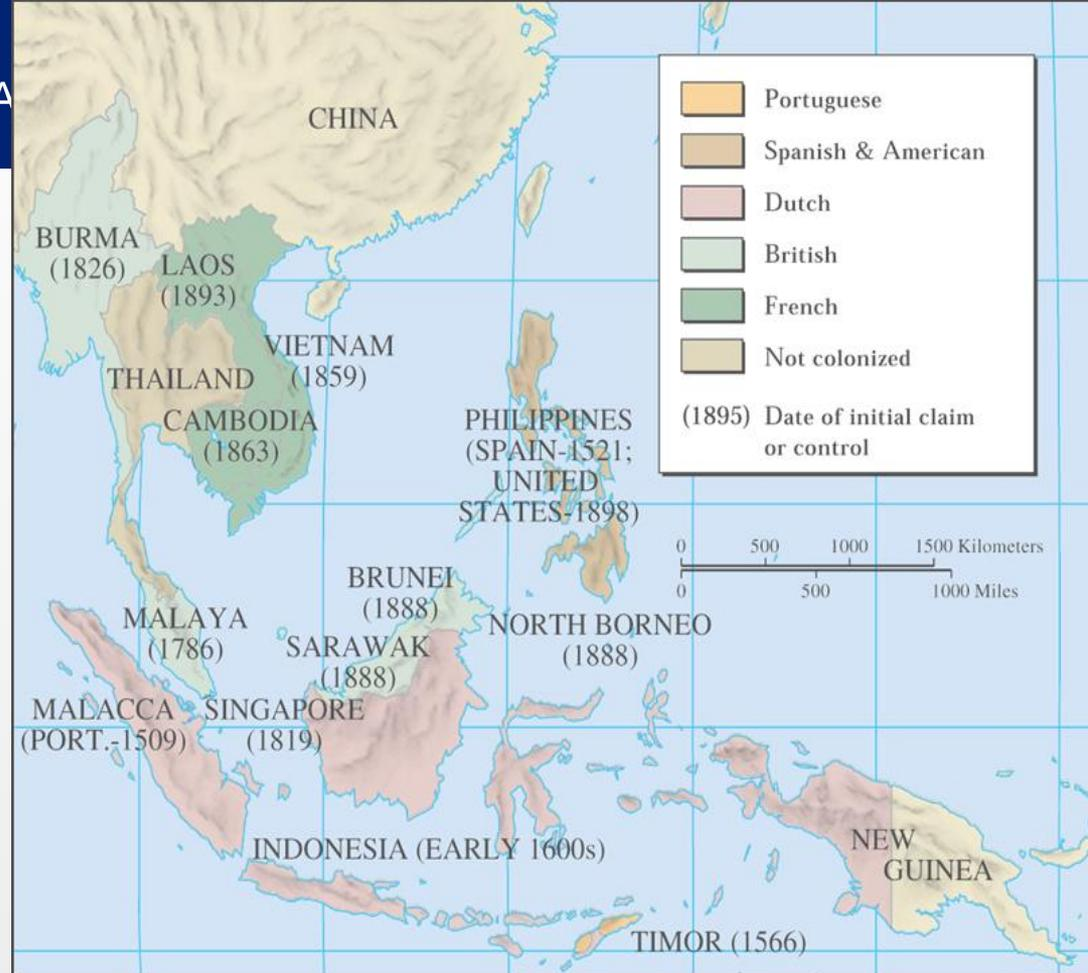 A
CHINA
BURMA
(1826)
LAOS
(1893)
VIETNAM
(1859)
THAILAND
CAMBODIA
(1863)
PHILIPPINES
(SPAIN-1521;
UNITED
STATES-1898)
Portuguese
Spanish & American
Dutch
British
French
Not colonized
(1895) Date of initial claim
or control
0 500 1000 1500 Kilometers
0 500 1000 Miles
BRUNEI
(1888)
MALAYA
(1786)
NORTH BORNEO
(1888)
SARAWAK
(1888)
MALACCA
(PORT.-1509)
SINGAPORE
(1819)
INDONESIA (EARLY 1600s)
NEW
GUINEA
TIMOR (1566)